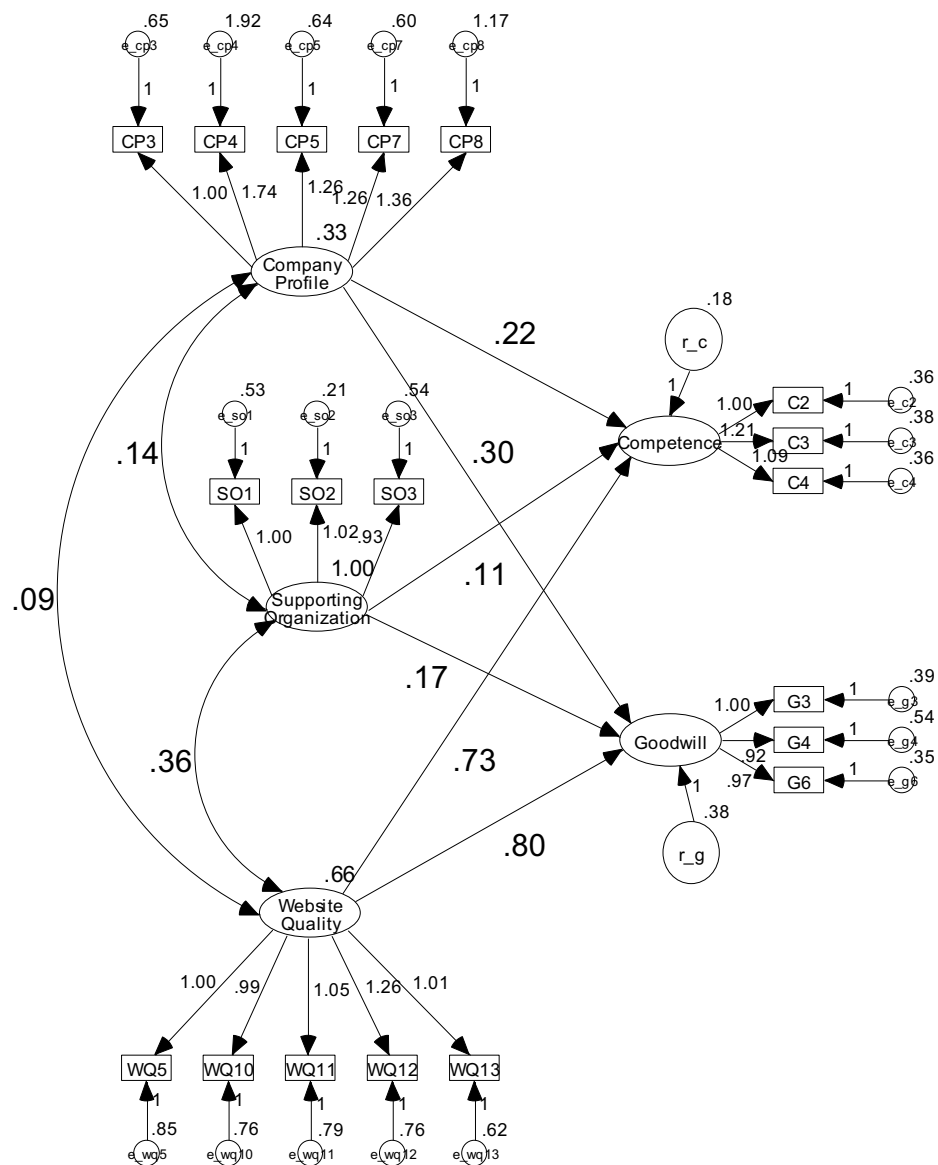 .65 1.92 .64 .60 1.17
e_cp3 e_cp4 e_cp5 e_cp7 e_cp8
1 1 1 1 1
CP3 CP4 CP5 CP7 CP8
1.00 1.74 1.26 1.26 1.36
.33
Company
Profile
.18
r_c
1
.22
.53 .21 .54
e_so1 e_so2 e_so3
1 1 1
SO1 SO2 SO3
1.00 1.02 .93
1.00
Supporting
Organization
.14
.09
.36
.30
.11
.17
.73
.80
Competence
1.00 C2 1 e_c2 .36
1.21 C3 1 e_c3 .38
1.09 C4 1 e_c4 .36
Goodwill
1.00 G3 1 e_g3 .39
.92 G4 1 e_g4 .54
.97 G6 1 e_g6 .35
1
.38
r_g
.66
Website
Quality
1.00 .99 1.05 1.26 1.01
WQ5 WQ10 WQ11 WQ12 WQ13
1 1 1 1 1
.85 .76 .79 .76 .62
e_wq5 e_wq10 e_wq11 e_wq12 e_wq13